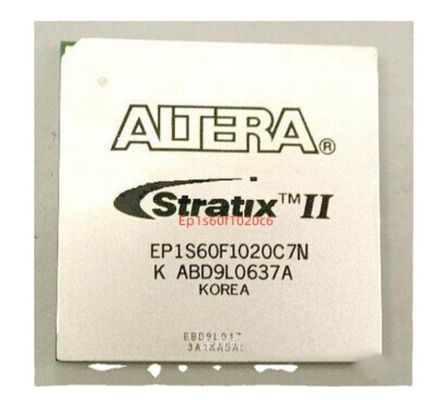 ALTERA®
Stratix™II
Ep1s60f1020c6
EP1S60F1020C7N
K ABD9L0637A
KOREA